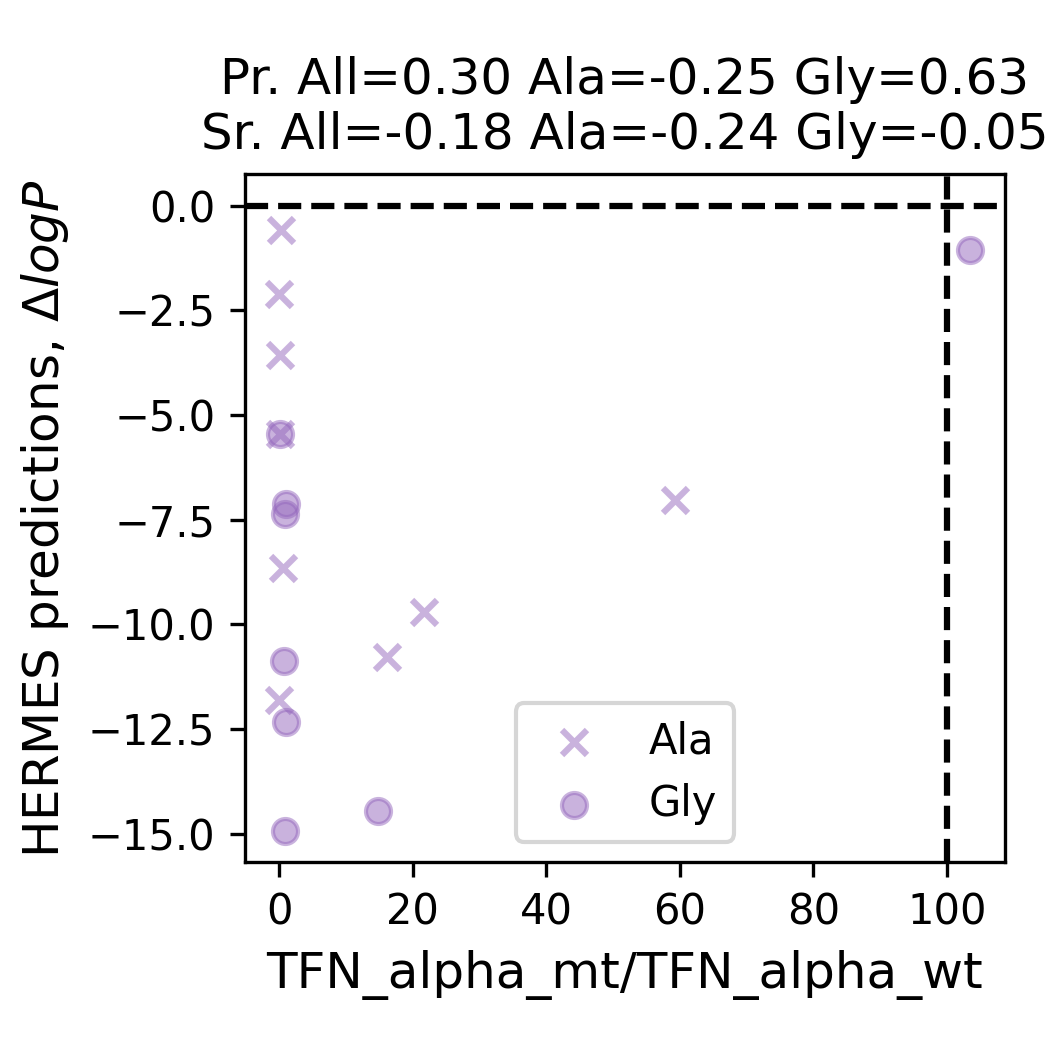 Pr. All=0.30 Ala=-0.25 Gly=0.63
Sr. All=-0.18 Ala=-0.24 Gly=-0.05
HERMES predictions, ΔlogP
0.0
−2.5
−5.0
−7.5
−10.0
−12.5
−15.0
Ala
Gly
0 20 40 60 80 100
TFN_alpha_mt/TFN_alpha_wt